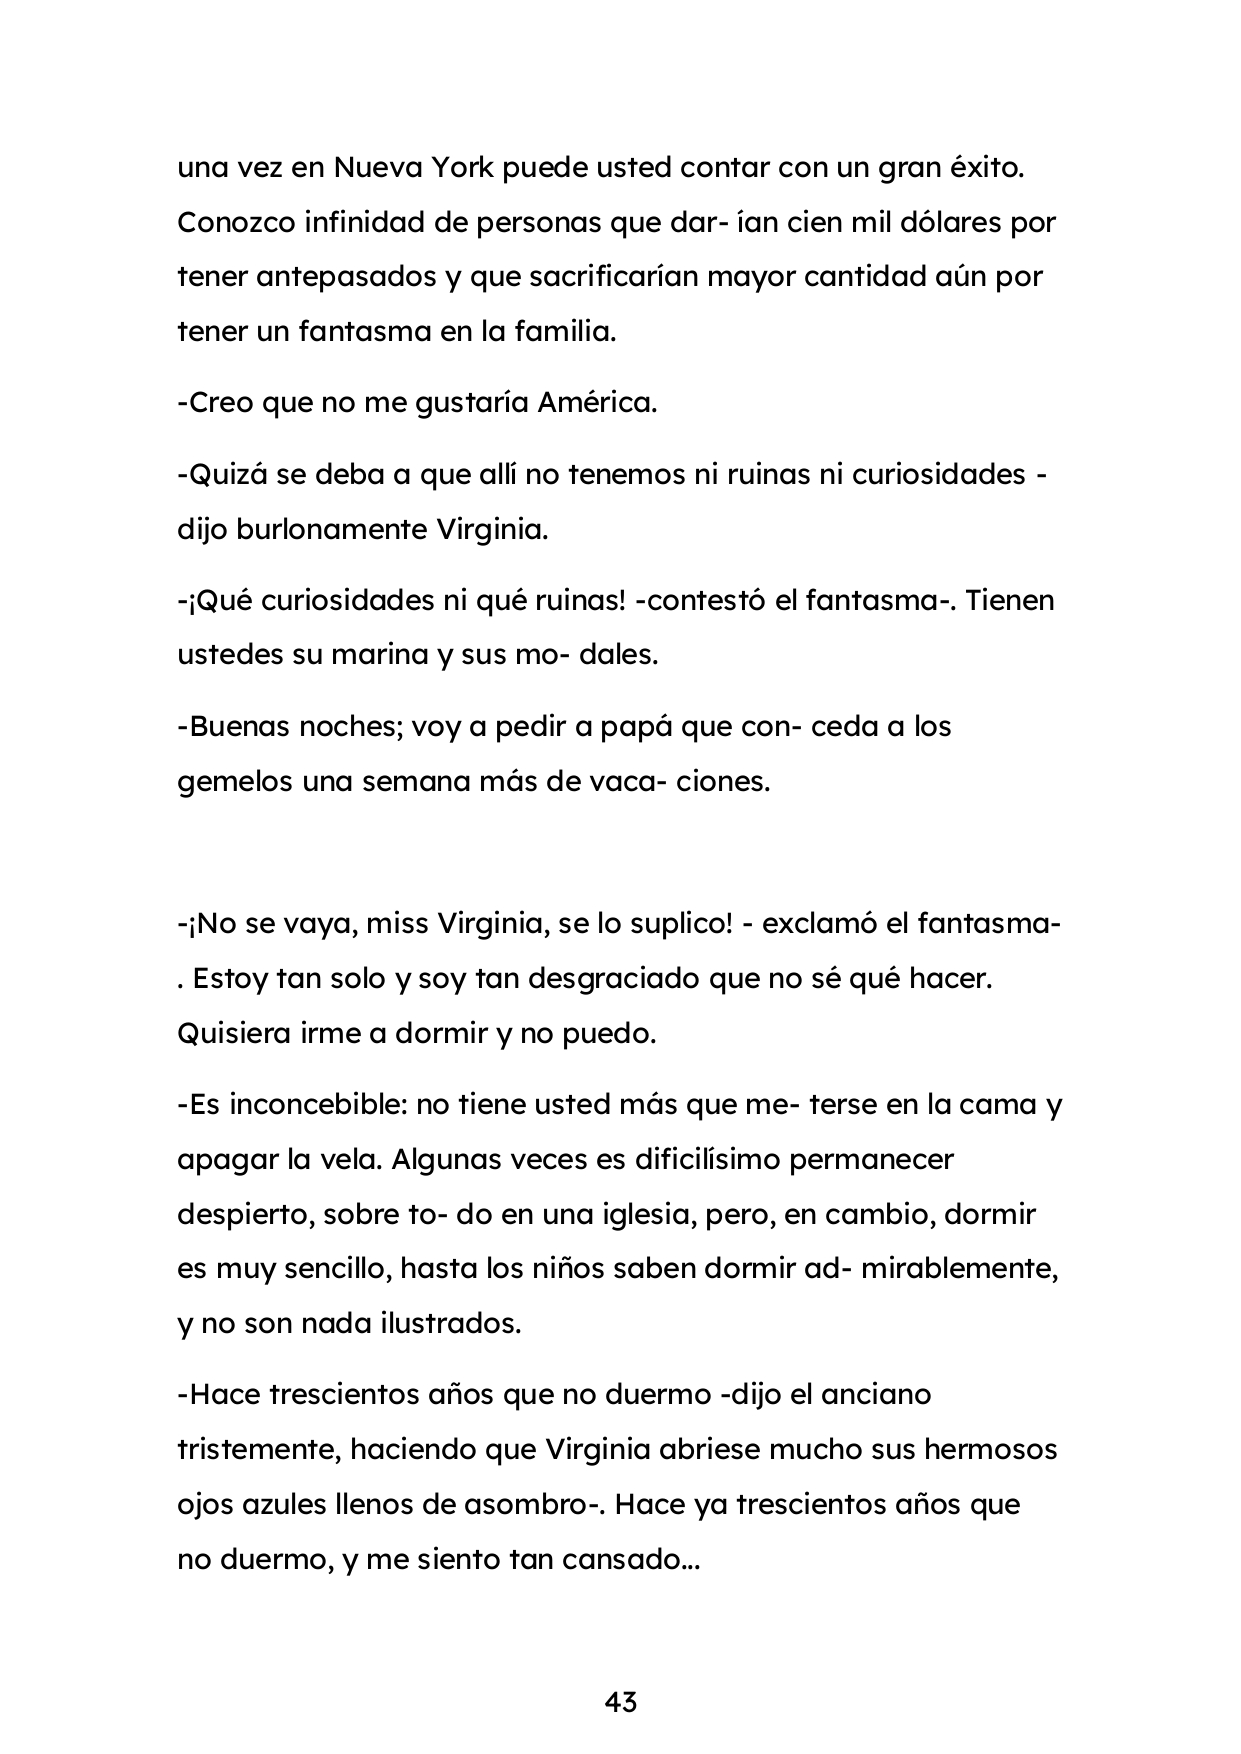 una vez en Nueva York puede usted contar con un gran éxito.
Conozco infinidad de personas que dar- ían cien mil dólares por
tener antepasados y que sacrificarían mayor cantidad aún por
tener un fantasma en la familia.
-Creo que no me gustaría América.
-Quizá se deba a que allí no tenemos ni ruinas ni curiosidades -
dijo burlonamente Virginia.
-¡Qué curiosidades ni qué ruinas! -contestó el fantasma-. Tienen
ustedes su marina y sus mo- dales.
-Buenas noches; voy a pedir a papá que con- ceda a los
gemelos una semana más de vaca- ciones.
-¡No se vaya, miss Virginia, se lo suplico! - exclamó el fantasma-
. Estoy tan solo y soy tan desgraciado que no sé qué hacer.
Quisiera irme a dormir y no puedo.
-Es inconcebible: no tiene usted más que me- terse en la cama y
apagar la vela. Algunas veces es dificilísimo permanecer
despierto, sobre to- do en una iglesia, pero, en cambio, dormir
es muy sencillo, hasta los niños saben dormir ad- mirablemente,
y no son nada ilustrados.
-Hace trescientos años que no duermo -dijo el anciano
tristemente, haciendo que Virginia abriese mucho sus hermosos
ojos azules llenos de asombro-. Hace ya trescientos años que
no duermo, y me siento tan cansado...
43